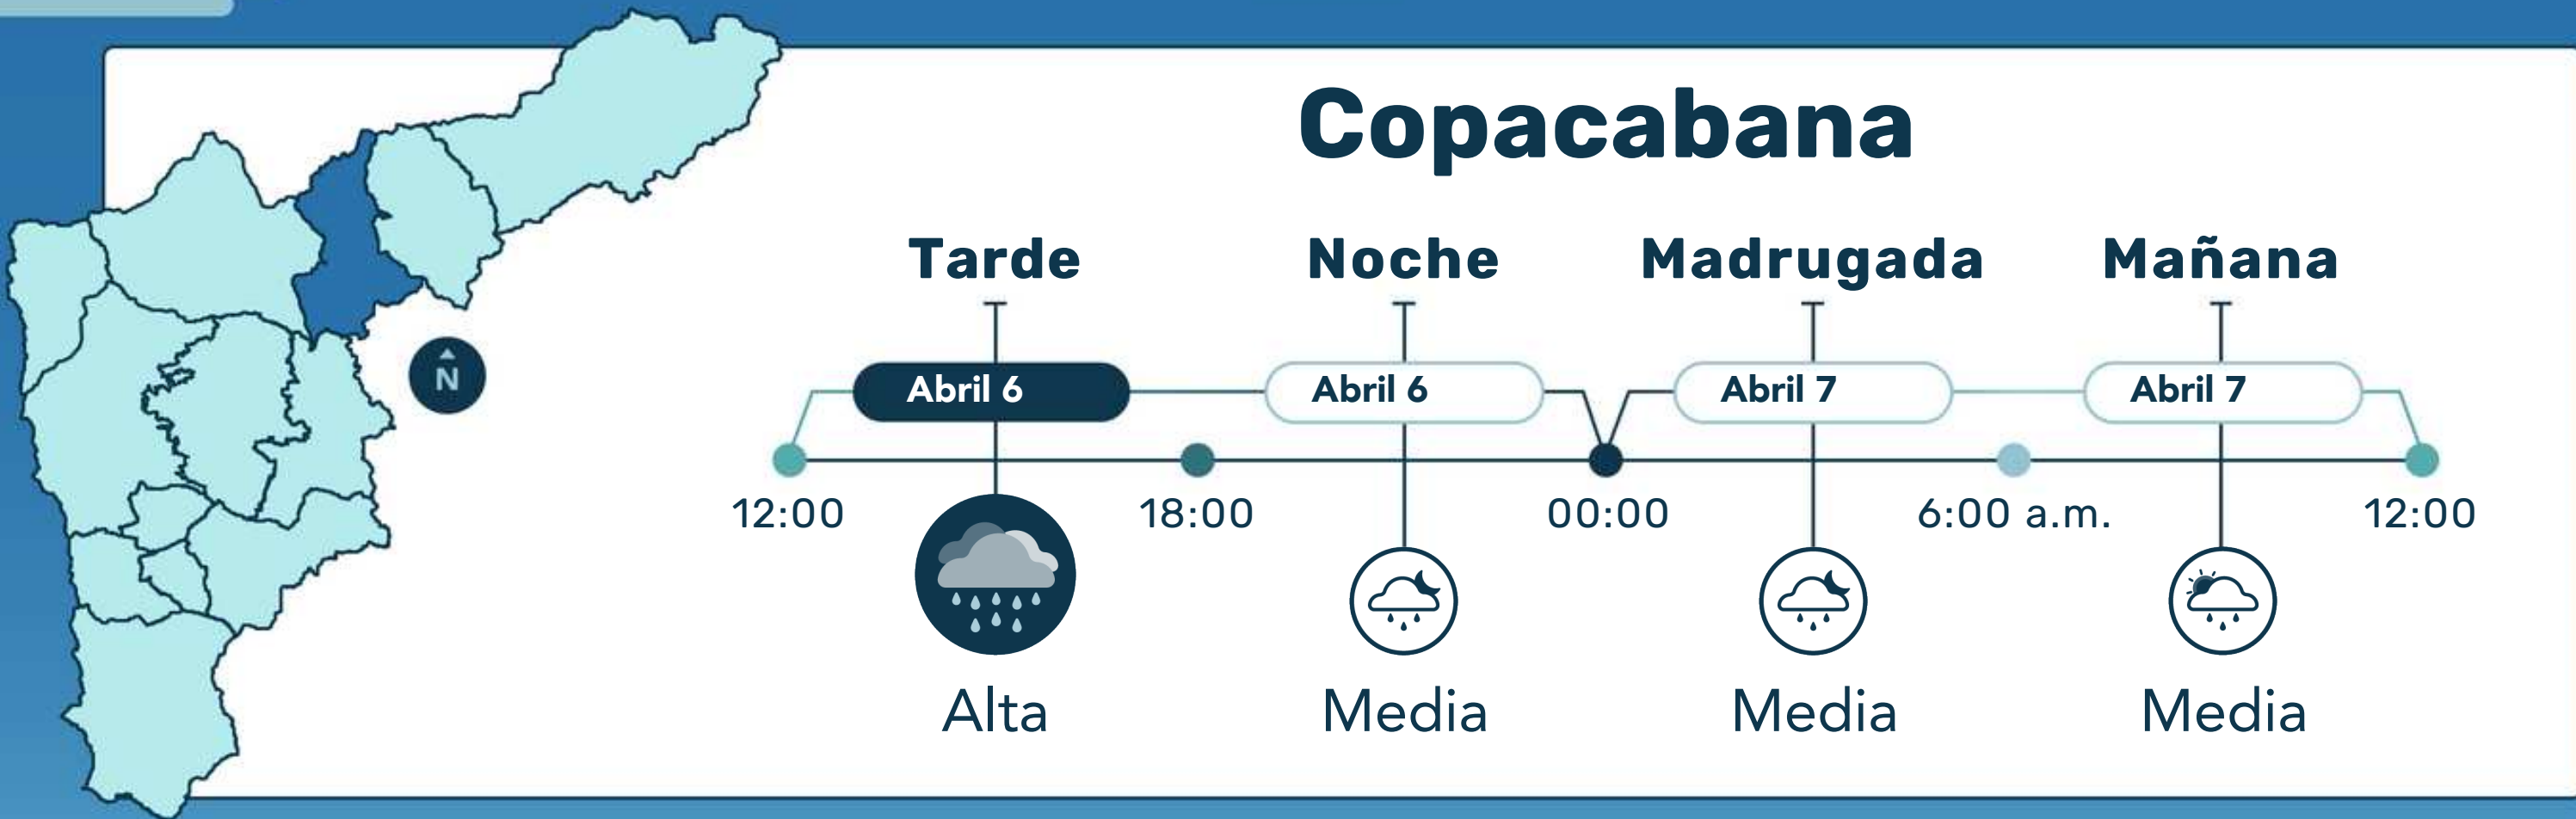 Copacabana
Tarde Noche Madrugada Mañana
N
Abril 6 Abril 6 Abril 7 Abril 7
12:00 18:00 00:00 6:00 a.m. 12:00
Alta Media Media Media